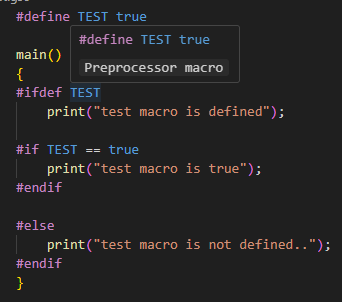 #define TEST true
#define TEST true
Preprocessor macro
main()
{
#ifdef TEST
print("test macro is defined");
#if TEST == true
print("test macro is true");
#endif
#else
print("test macro is not defined..");
#endif
}